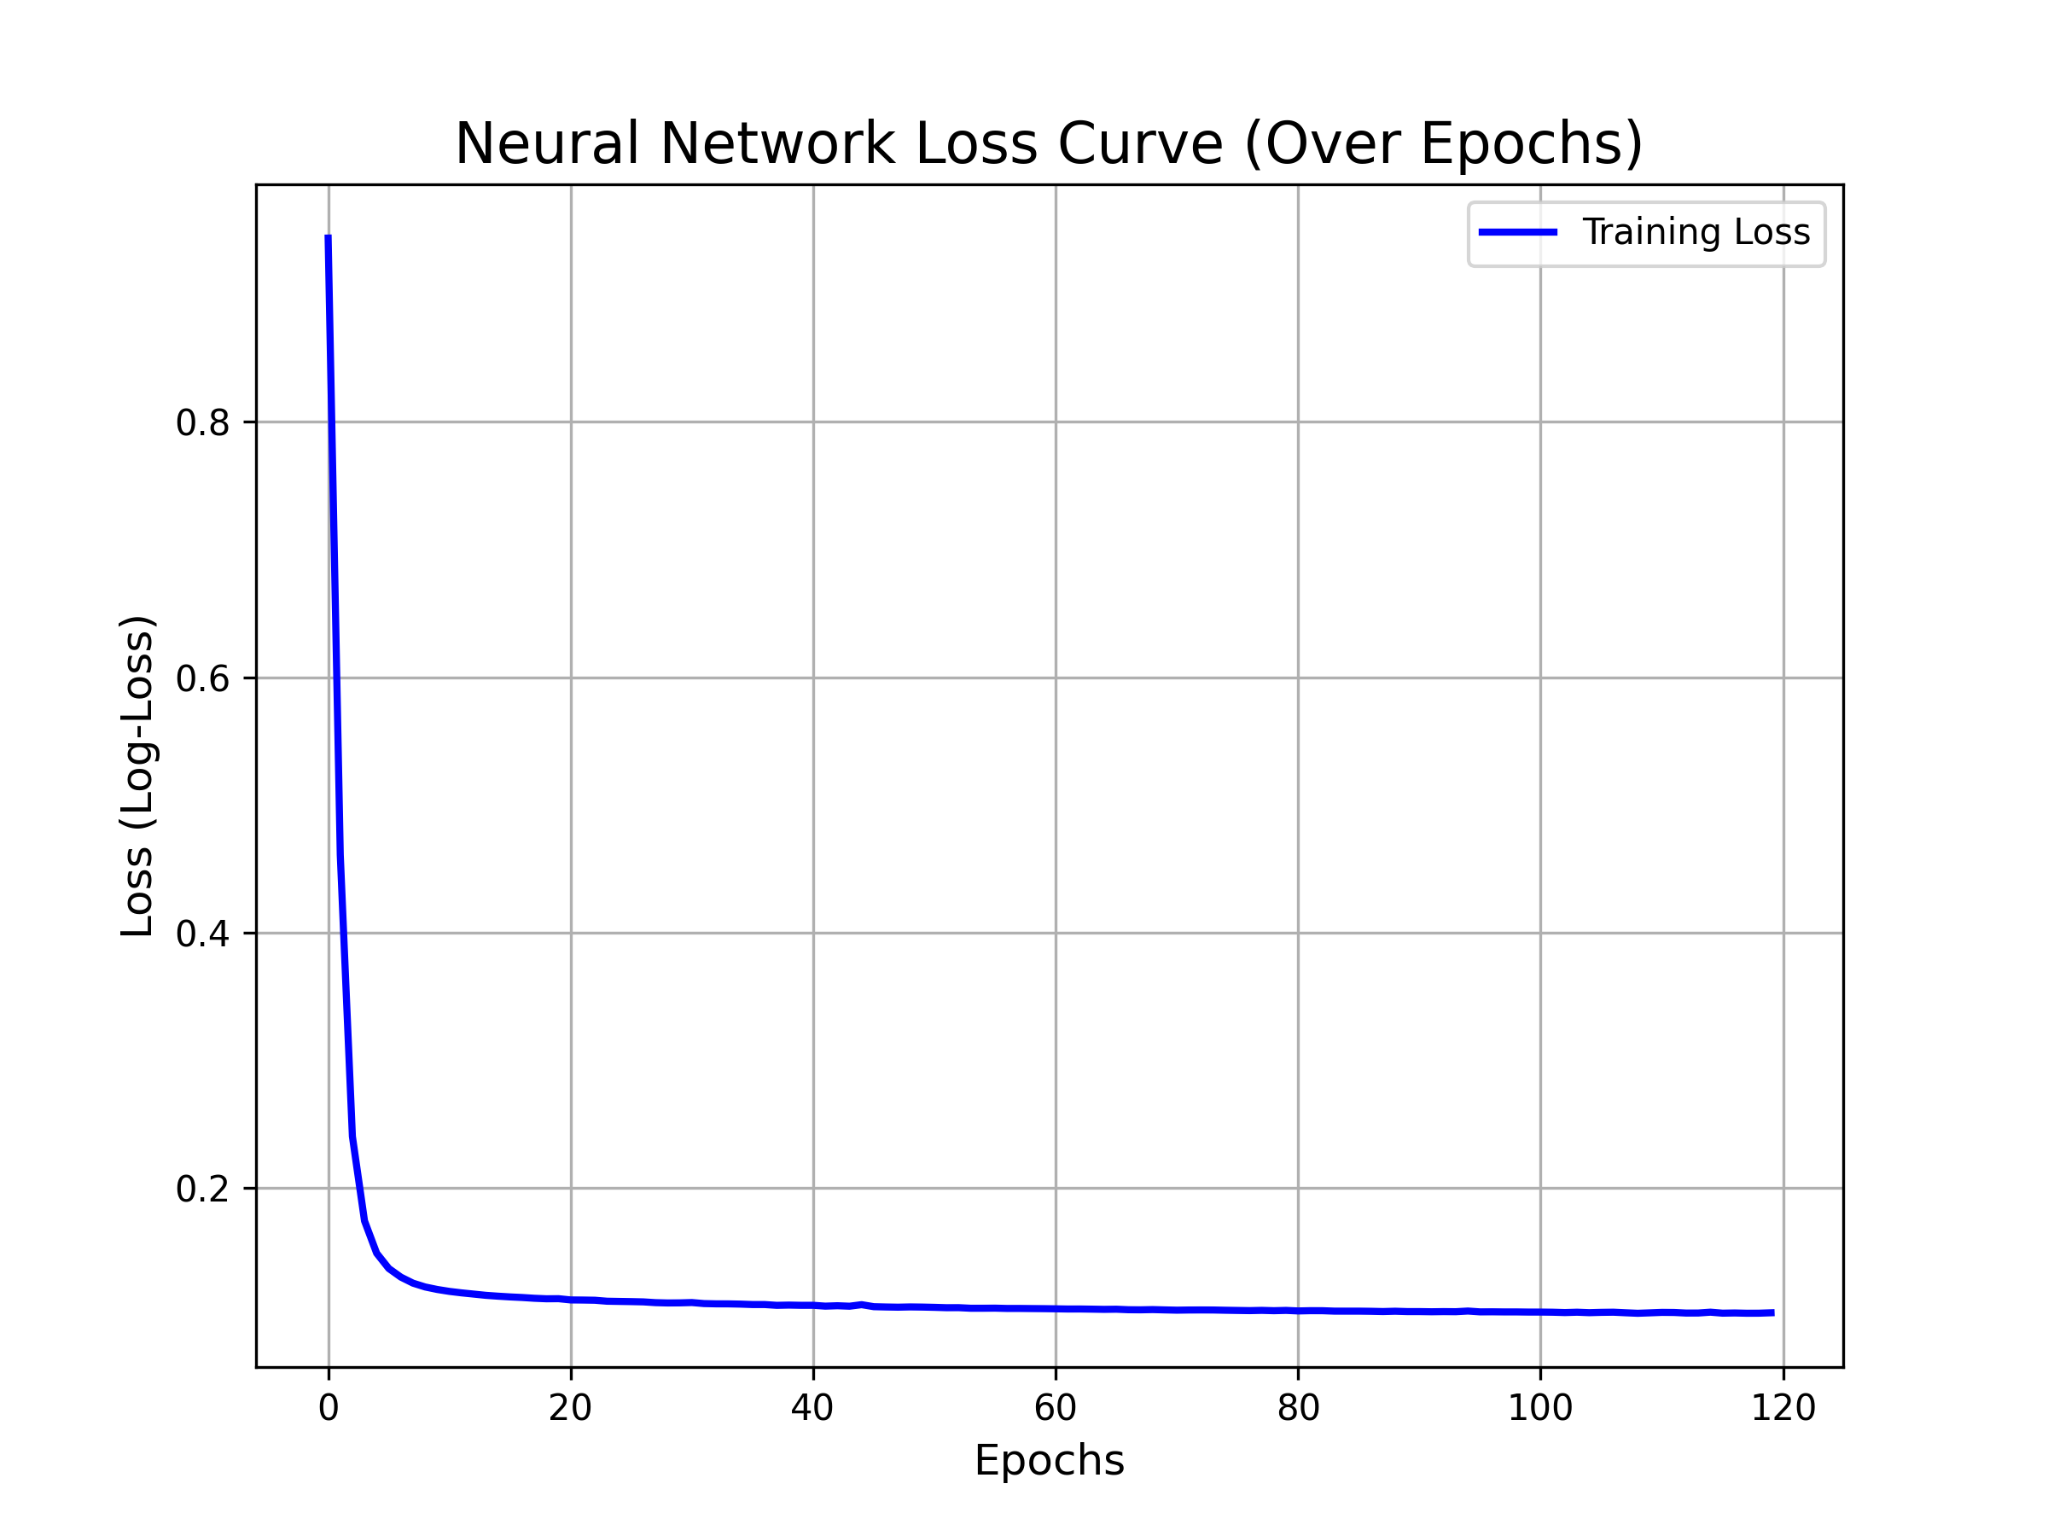 Neural Network Loss Curve (Over Epochs)
Training Loss
Loss (Log-Loss)
0.8
0.6
0.4
0.2
0 20 40 60 80 100 120
Epochs